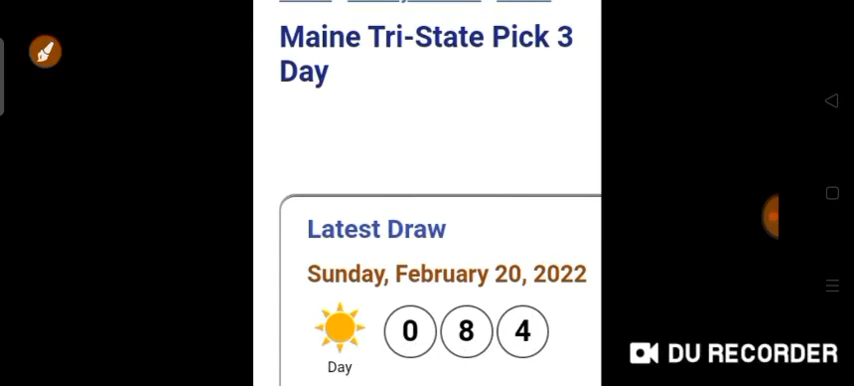 Maine Tri-State Pick 3
Day
Latest Draw
Sunday, February 20, 2022
0 8 4
Day
DU RECORDER